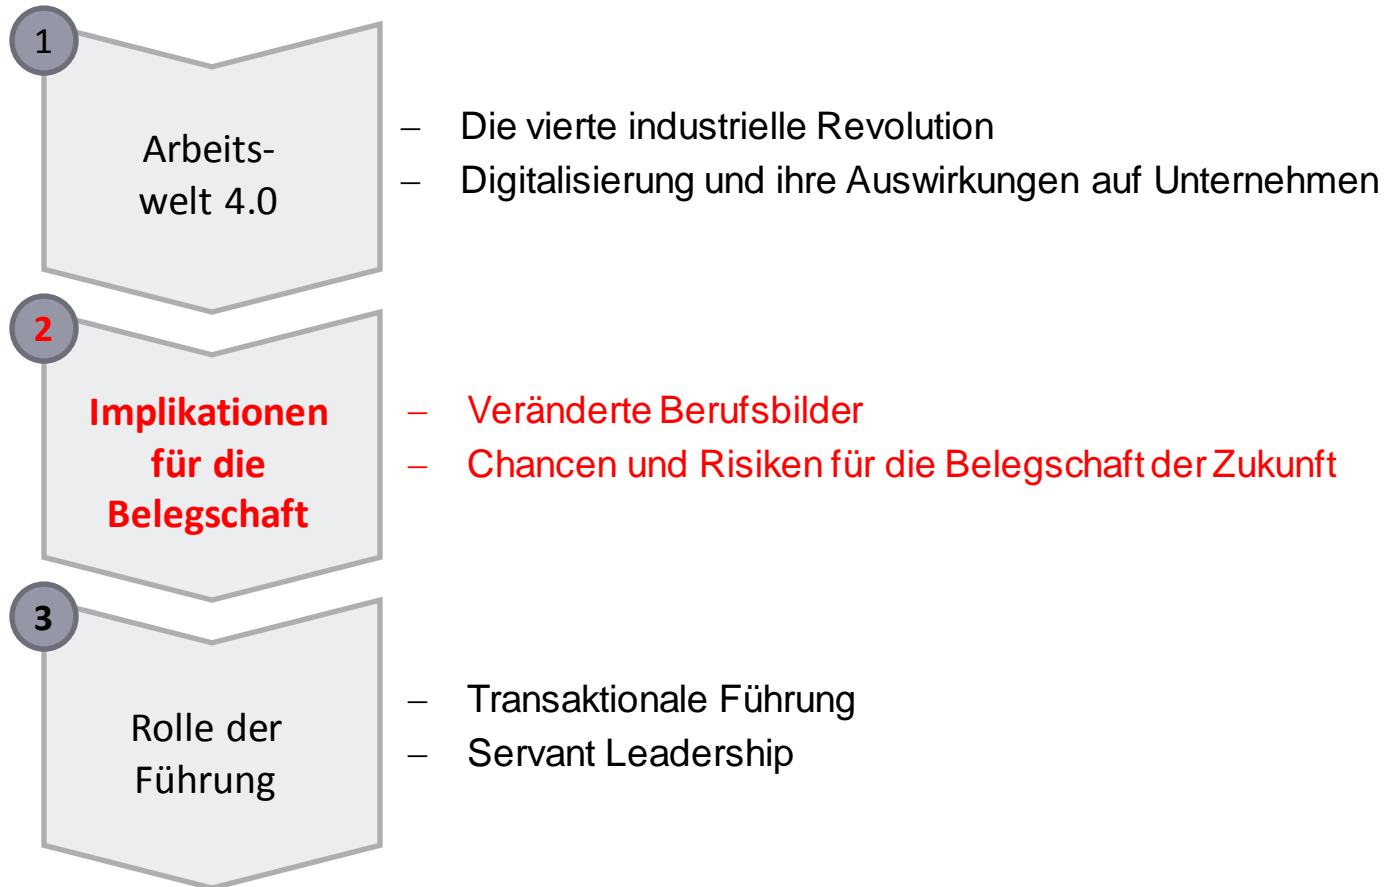 1
Arbeits-
welt 4.0
– Die vierte industrielle Revolution
– Digitalisierung und ihre Auswirkungen auf Unternehmen
2
Implikationen
für die
Belegschaft
– Veränderte Berufsbilder
– Chancen und Risiken für die Belegschaft der Zukunft
3
Rolle der
Führung
– Transaktionale Führung
– Servant Leadership